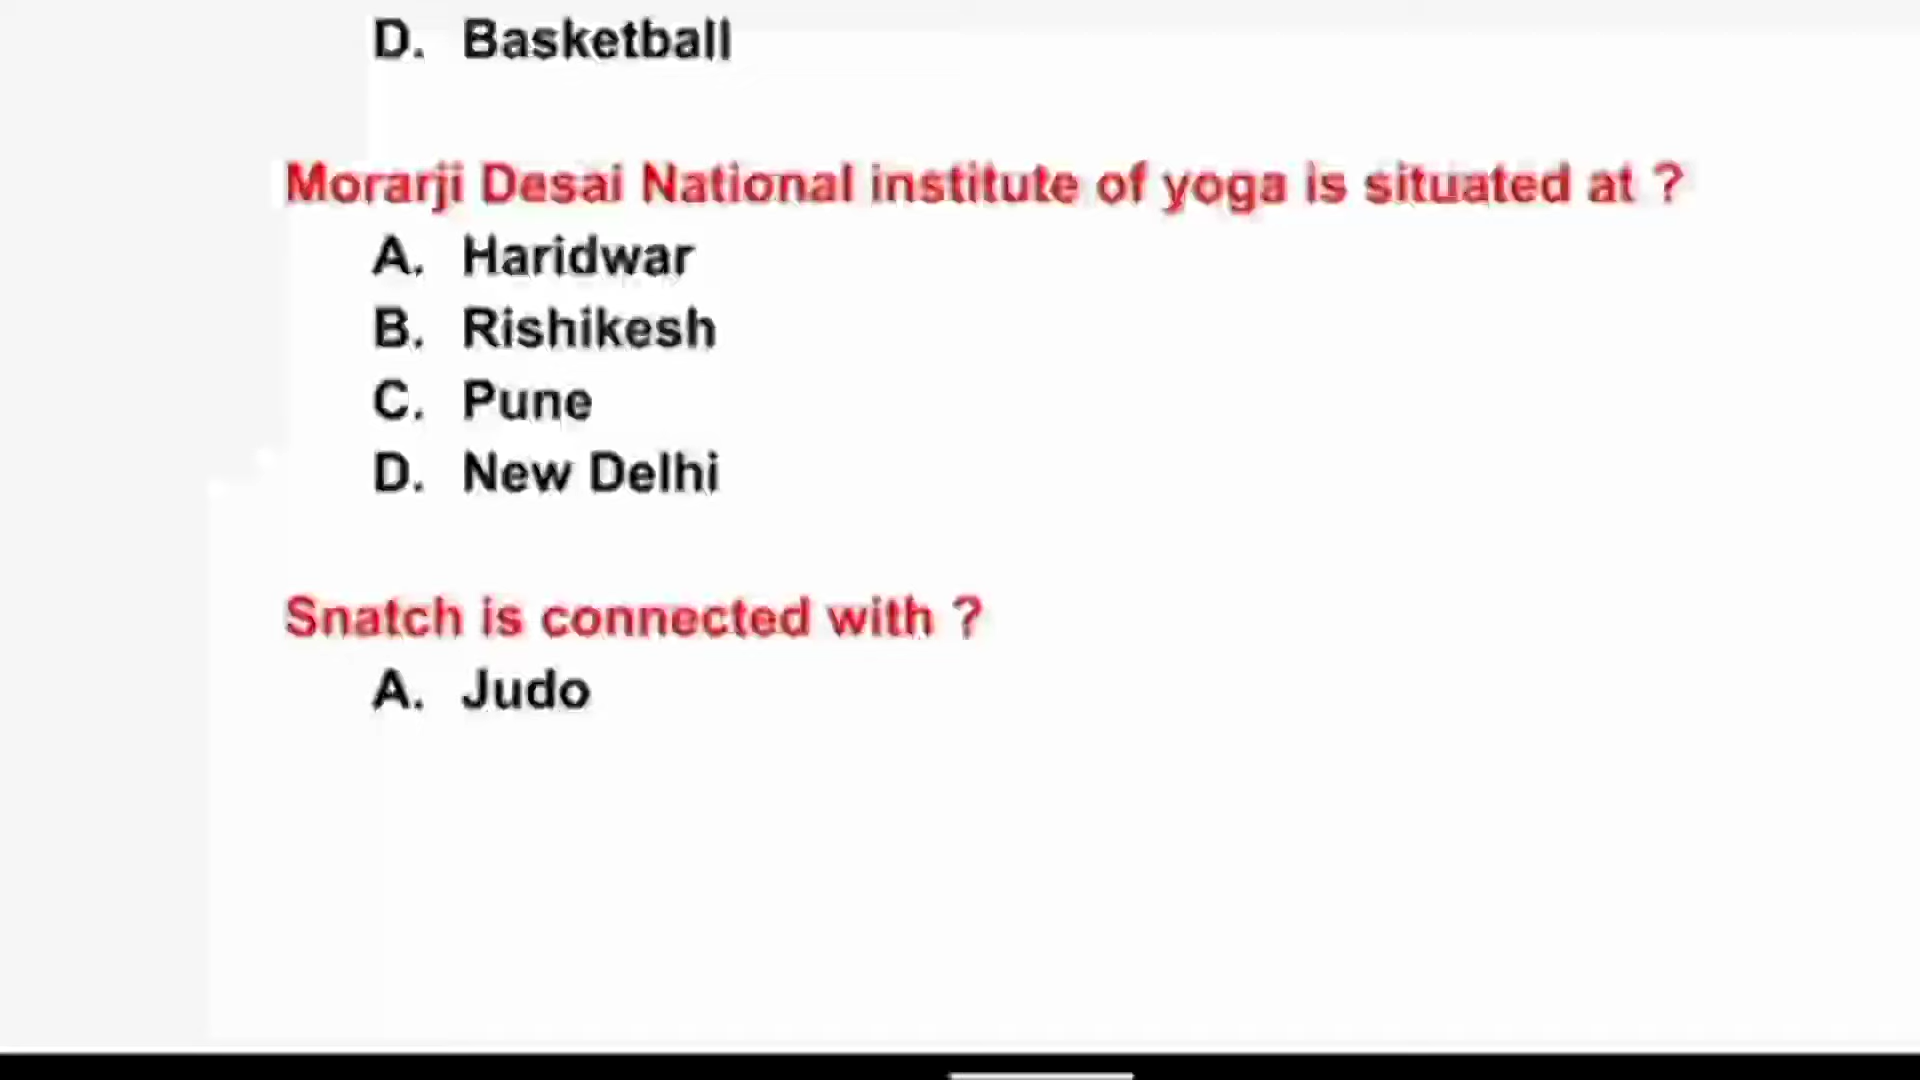 D. Basketball
Morarji Desai National institute of yoga is situated at ?
A. Haridwar
B. Rishikesh
C. Pune
D. New Delhi
Snatch is connected with ?
A. Judo